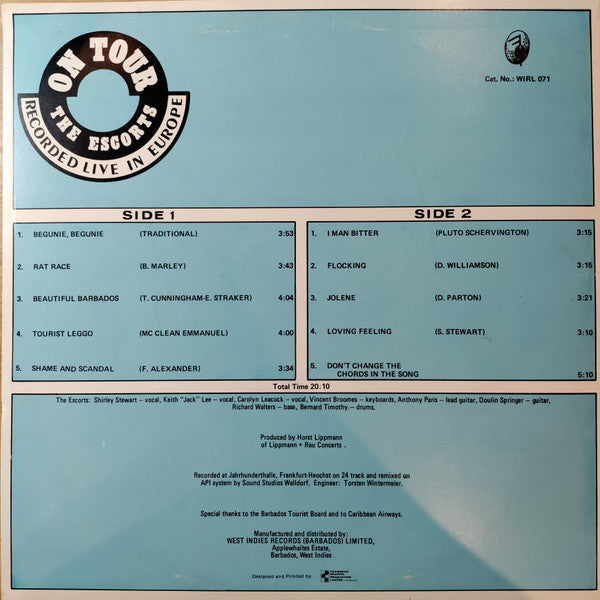 ON TOUR
THE ESCORTS
RECORDED LIVE IN EUROPE
Cat. No.: WIRL 071
SIDE 1
1. BEGUNIE, BEGUNIE (TRADITIONAL) 3:53
2. RAT RACE (B. MARLEY) 3:43
3. BEAUTIFUL BARBADOS (T. CUNNINGHAM-E. STRAKER) 4:04
4. TOURIST LEGGO (MC CLEAN EMMANUEL) 4:00
5. SHAME AND SCANDAL (F. ALEXANDER) 3:34
SIDE 2
1. I MAN BITTER (PLUTO SCHERVINGTON) 3:15
2. FLOCKING (D. WILLIAMSON) 3:15
3. JOLENE (D. PARTON) 3:21
4. LOVING FEELING (S. STEWART) 3:10
5. DON'T CHANGE THE
CHORDS IN THE SONG 5:10
Total Time 20:10
The Escorts: Shirley Stewart – vocal, Keith "Jack" Lee – vocal, Carolyn Leacock – vocal, Vincent Broomes – keyboards, Anthony Paris – lead guitar, Doulin Springer – guitar,
Richard Walters – base, Bernard Timothy – drums.
Produced by Horst Lippmann
of Lippmann + Rau Concerts .
Recorded at Jahrhunderthalle, Frankfurt-Heochst on 24 track and remixed on
API system by Sound Studios Walldorf. Engineer: Torsten Wintermeier.
Special thanks to the Barbados Tourist Board and to Caribbean Airways.
Manufactured and distributed by:
WEST INDIES RECORDS (BARBADOS) LIMITED,
Applewhaites Estate,
Barbados, West Indies .
Designed and Printed by